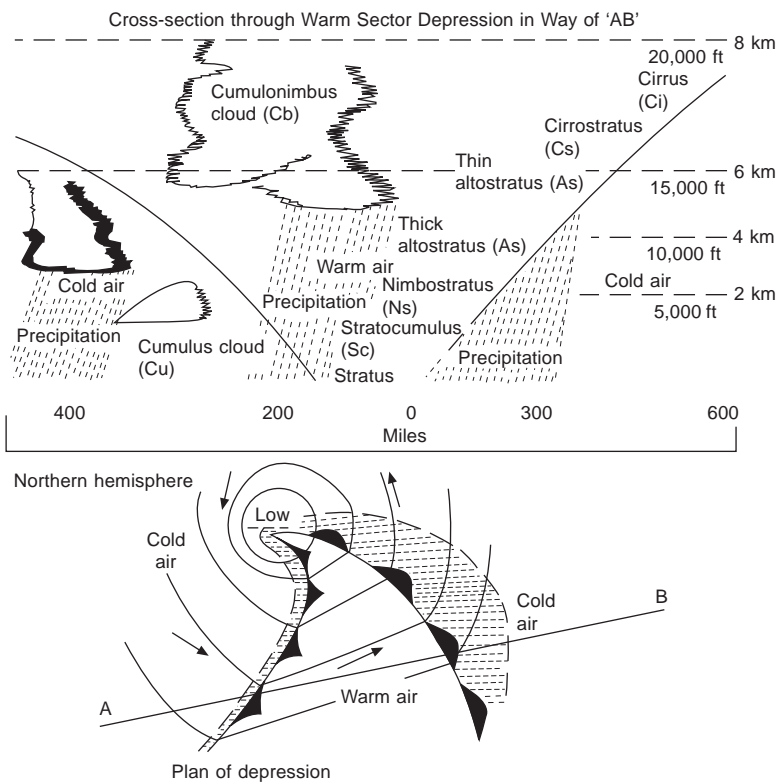 Cross-section through Warm Sector Depression in Way of ‘AB’
8 km
20,000 ft
Cirrus
(Ci)
Cumulonimbus
cloud (Cb)
Cirrostratus
(Cs)
Thin
altostratus (As)
6 km
15,000 ft
Thick
altostratus (As)
4 km
10,000 ft
Warm air
Cold air
Cold air
Nimbostratus
(Ns)
2 km
Precipitation
5,000 ft
Precipitation
Stratocumulus
(Sc)
Cumulus cloud
(Cu)
Precipitation
Stratus
400 200 0 300 600
Miles
Northern hemisphere
Low
Cold
air
B
Cold
air
A
Warm air
Plan of depression